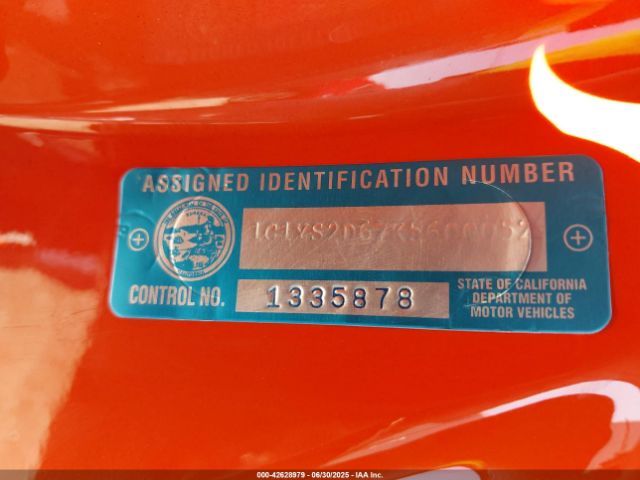 ASSIGNED IDENTIFICATION NUMBER
CONTROL NO.
1335878
STATE OF CALIFORNIA
DEPARTMENT OF
MOTOR VEHICLES
000-42628979 - 06/30/2025 - IAA Inc.